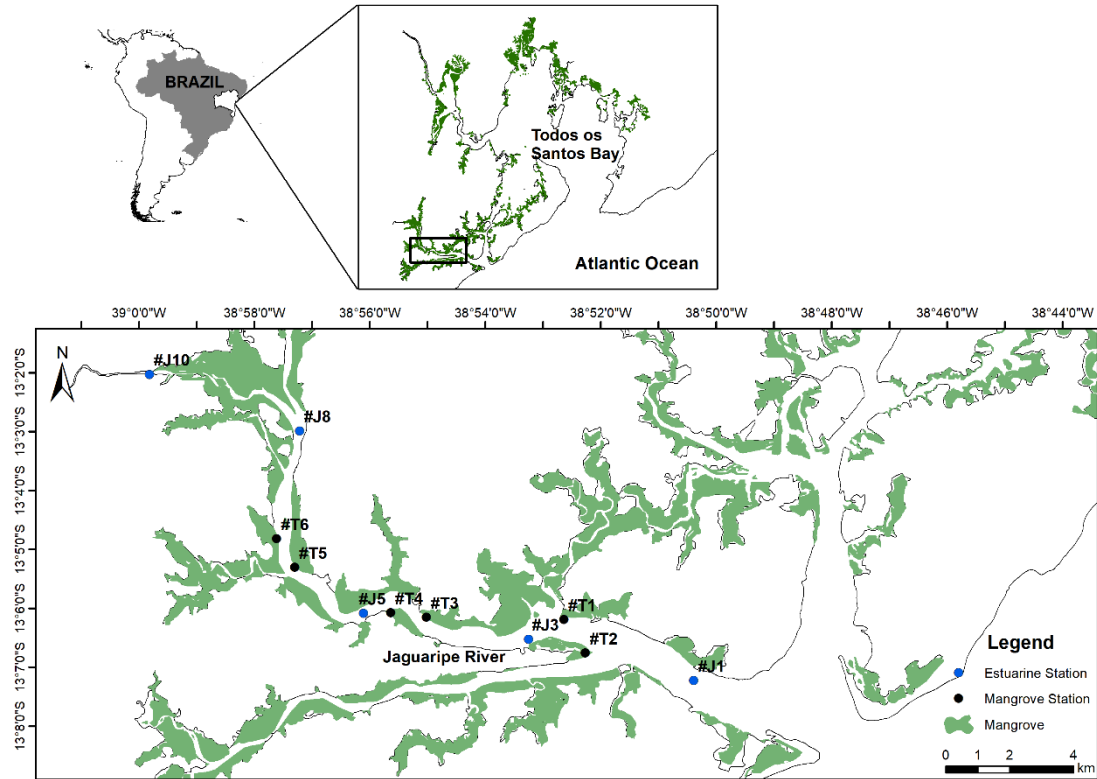 BRAZIL
Todos os
Santos Bay
Atlantic Ocean
39°0'0"W 38°58'0"W 38°56'0"W 38°54'0"W 38°52'0"W 38°50'0"W 38°48'0"W 38°46'0"W 38°44'0"W
N
13°2'S
13°3'0"S
13°4'0"S
13°5'0"S
13°6'0"S
13°7'0"S
13°8'0"S
#J10
#J8
#T6
#T5
#J5
#T4
#T3
#T1
#J3
#T2
#J1
Jaguaripe River
Legend
Estuarine Station
Mangrove Station
Mangrove
0 1 2 4
km